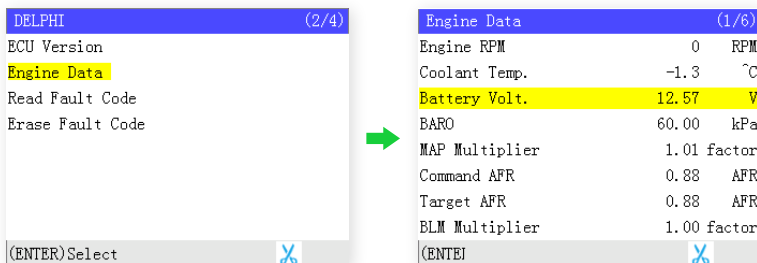 DELPHI (2/4)
ECU Version
Engine Data
Read Fault Code
Erase Fault Code
(ENTER)Select
Engine Data (1/6)
Engine RPM 0 RPM
Coolant Temp. -1.3 ℃
Battery Volt. 12.57 V
BARO 60.00 kPa
MAP Multiplier 1.01 factor
Command AFR 0.88 AFR
Target AFR 0.88 AFR
BLM Multiplier 1.00 factor
(ENTE